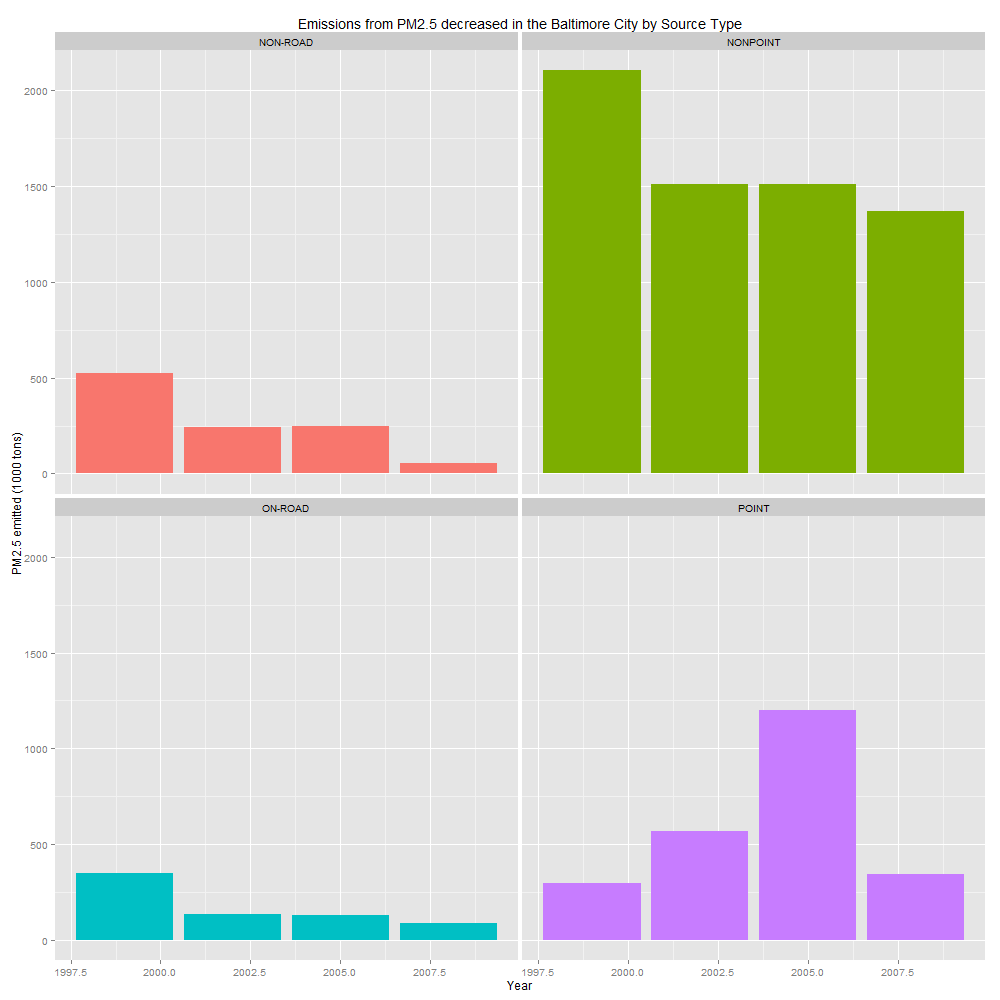 Emissions from PM2.5 decreased in the Baltimore City by Source Type
NON-ROAD
NONPOINT
2000
1500
1000
500
0
ON-ROAD
POINT
2000
1500
1000
500
0
PM2.5 emitted (1000 tons)
1997.5 2000.0 2002.5 2005.0 2007.5
1997.5 2000.0 2002.5 2005.0 2007.5
Year